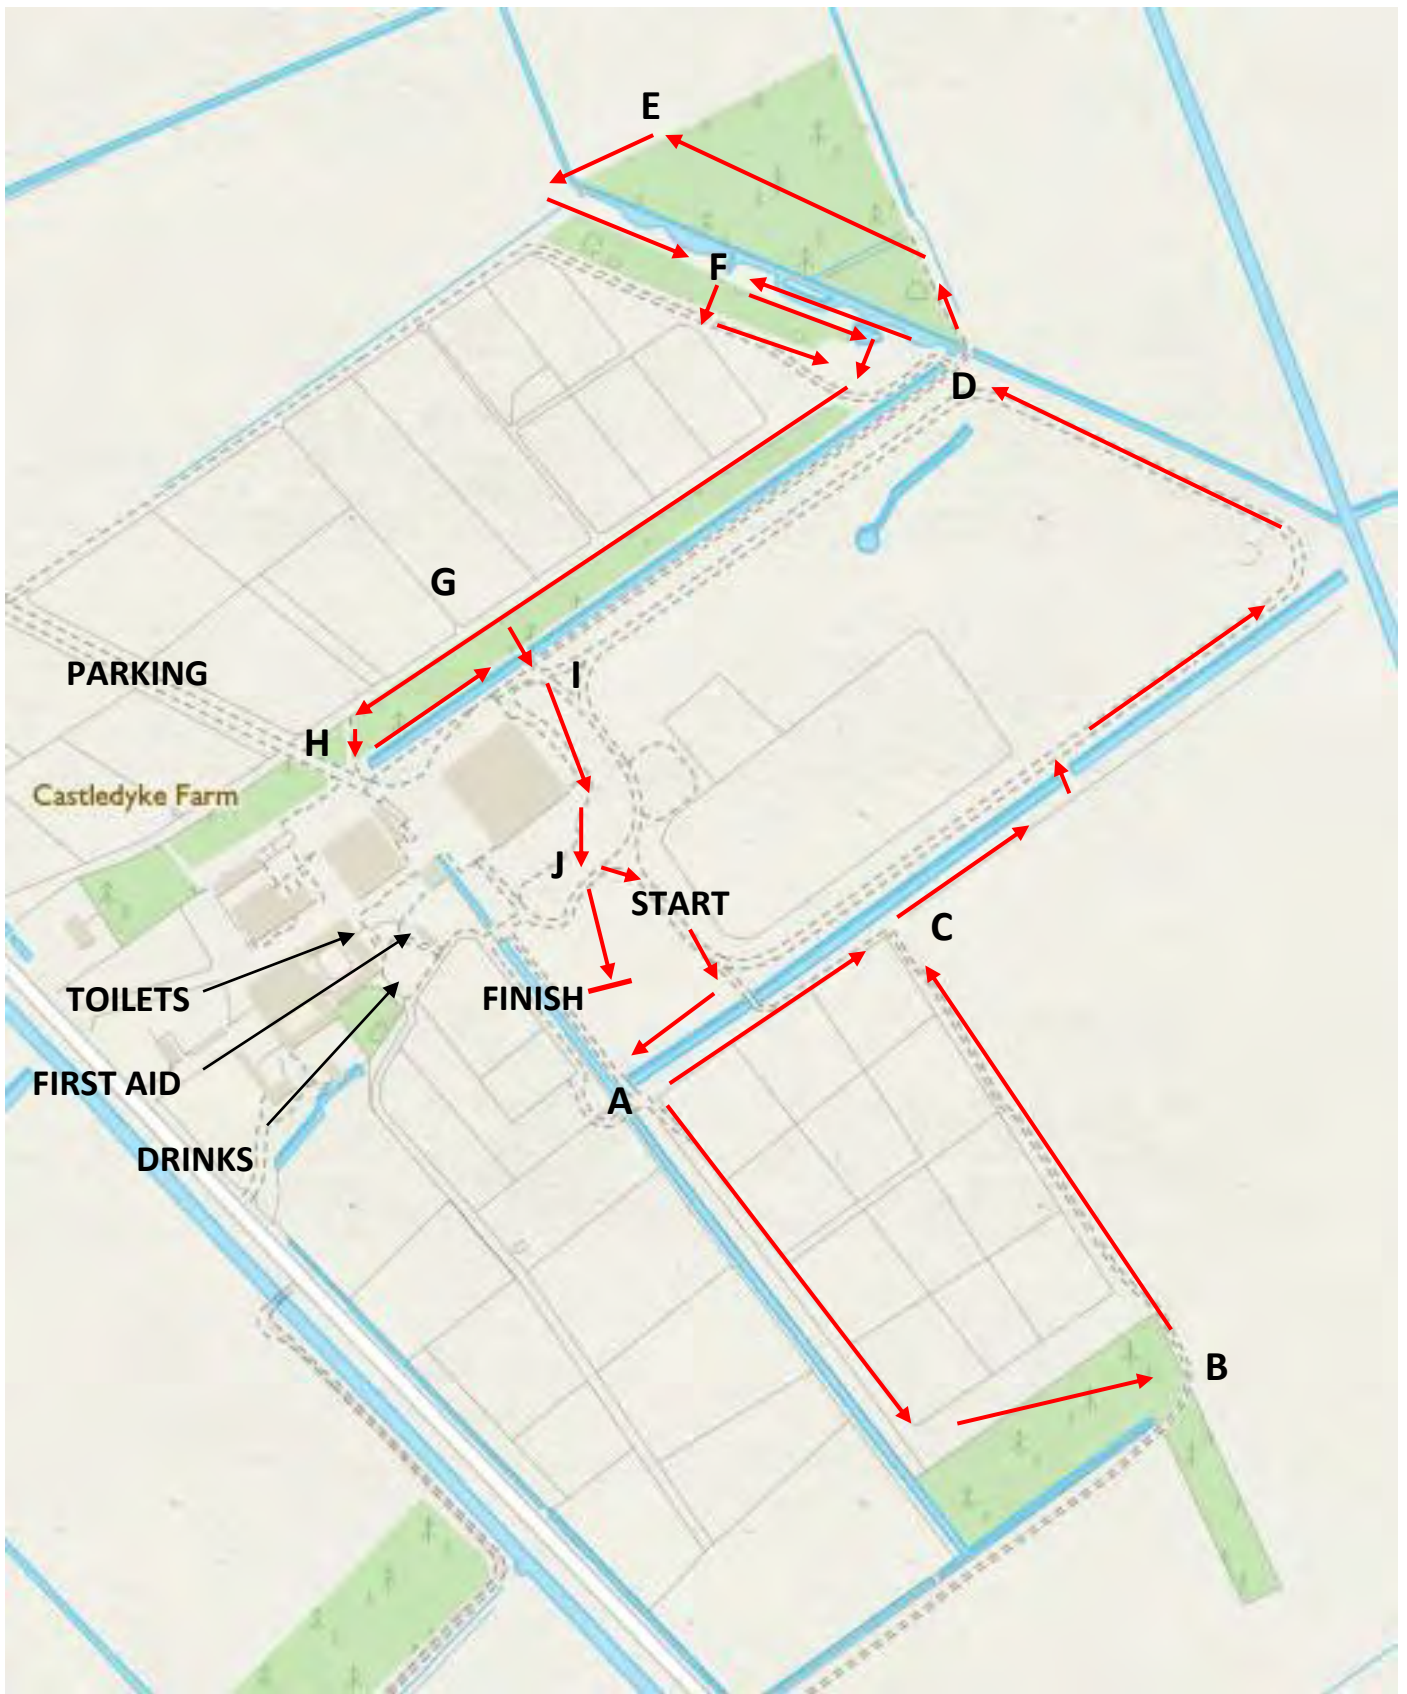 E
F
D
G
PARKING
I
H
Castledyke Farm
J
START
C
TOILETS
FINISH
FIRST AID
A
DRINKS
B